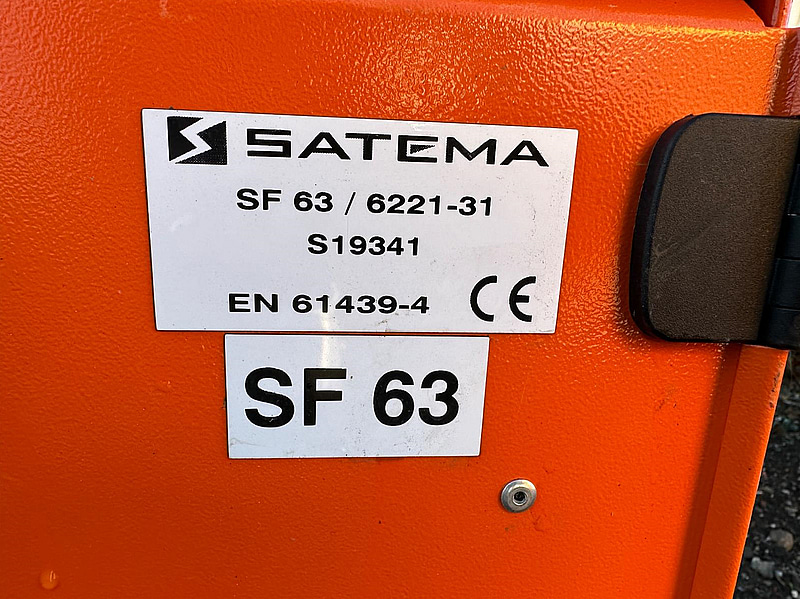 SATEMA
SF 63 / 6221-31
S19341
EN 61439-4 CE
SF 63